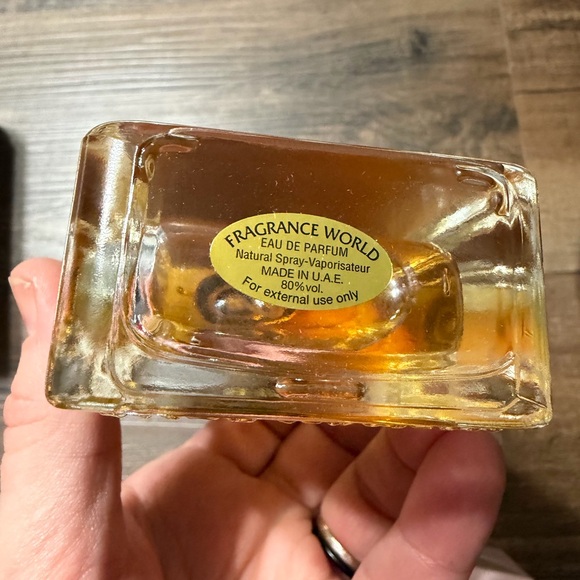 FRAGRANCE WORLD
EAU DE PARFUM
Natural Spray-Vaporisateur
MADE IN U.A.E.
80%vol.
For external use only